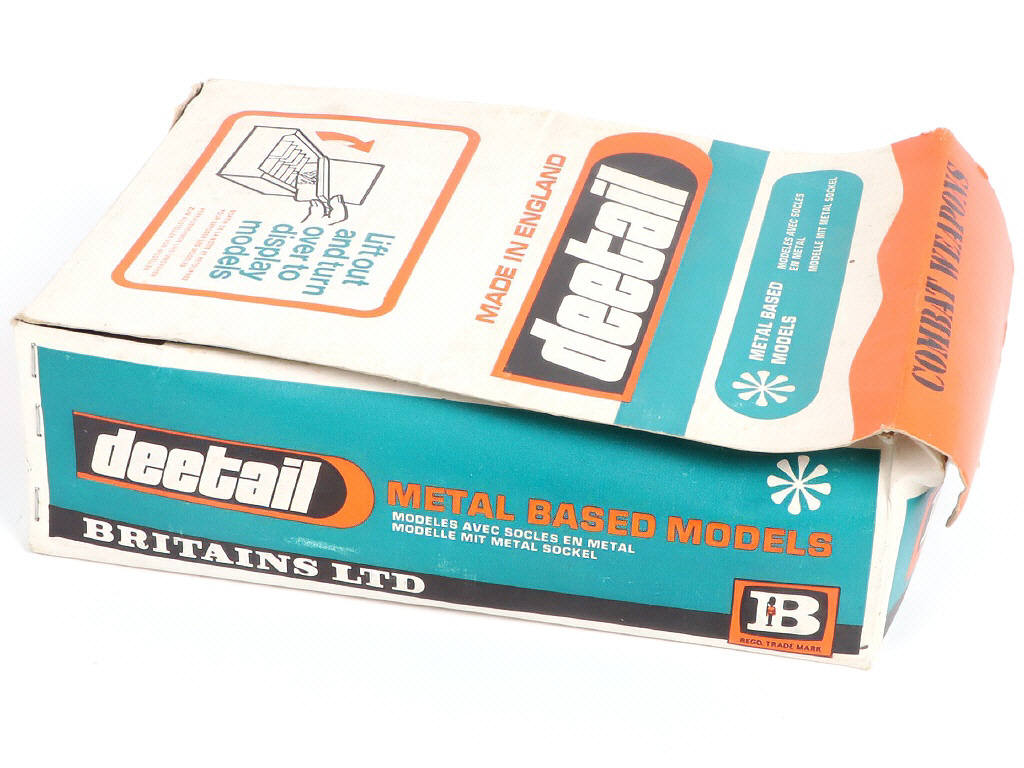 Lift out
and turn
over to
display
models
MADE IN ENGLAND
deetail
METAL BASED
MODELS
MODELES AVEC SOCLES
EN METAL
MODELLE MIT METAL SOCKEL
COMBAT WEAPONS
deetail
METAL BASED MODELS
MODELES AVEC SOCLES EN METAL
MODELLE MIT METAL SOCKEL
BRITAINS LTD
B
REGD. TRADE MARK